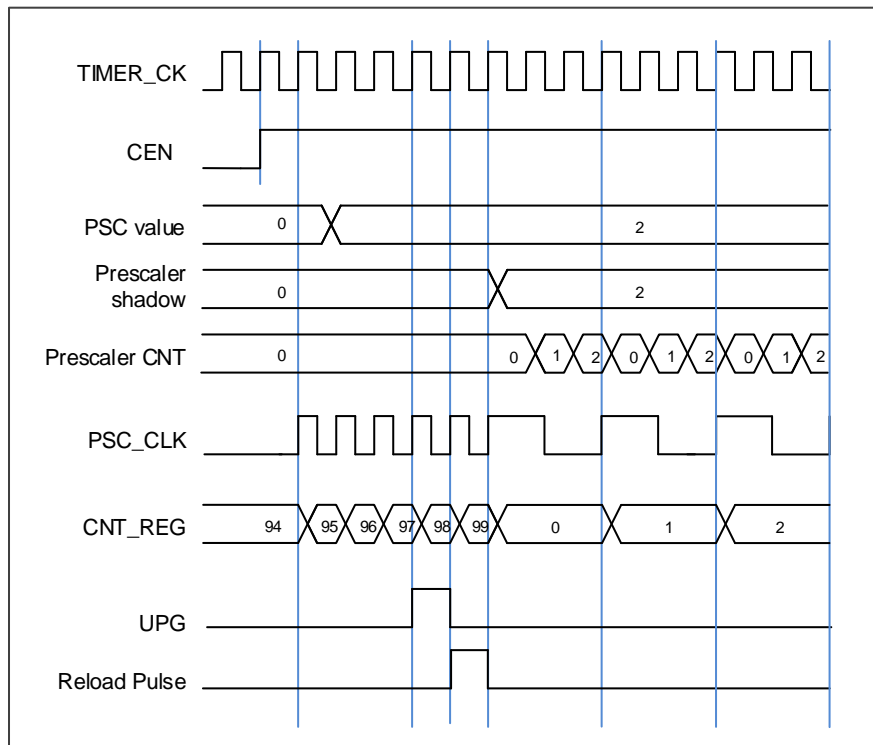 TIMER_CK
CEN
PSC value 0 2
Prescaler
shadow 0 2
Prescaler CNT 0 0 1 2 0 1 2 0 1 2
PSC_CLK
CNT_REG 94 95 96 97 98 99 0 1 2
UPG
Reload Pulse